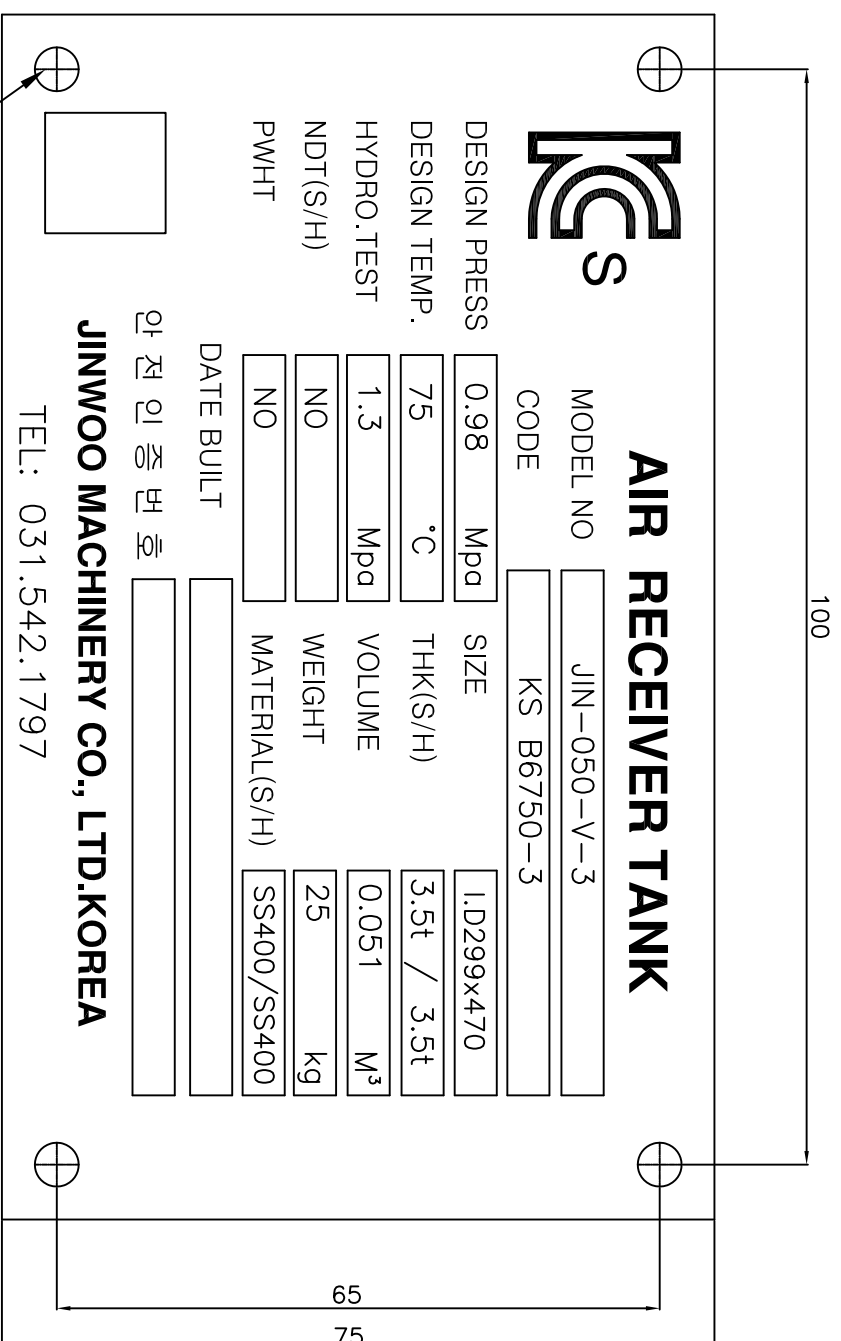 100
KC S
AIR RECEIVER TANK
MODEL NO JIN-050-V-3
CODE KS B6750-3
DESIGN PRESS 0.98 Mpa SIZE I.D299x470
DESIGN TEMP. 75 °C THK(S/H) 3.5t / 3.5t
HYDRO.TEST 1.3 Mpa VOLUME 0.051 M³
NDT(S/H) NO WEIGHT 25 kg
PWHT NO MATERIAL(S/H) SS400/SS400
DATE BUILT
안전인증번호
JINWOO MACHINERY CO., LTD.KOREA
TEL: 031.542.1797
65
75